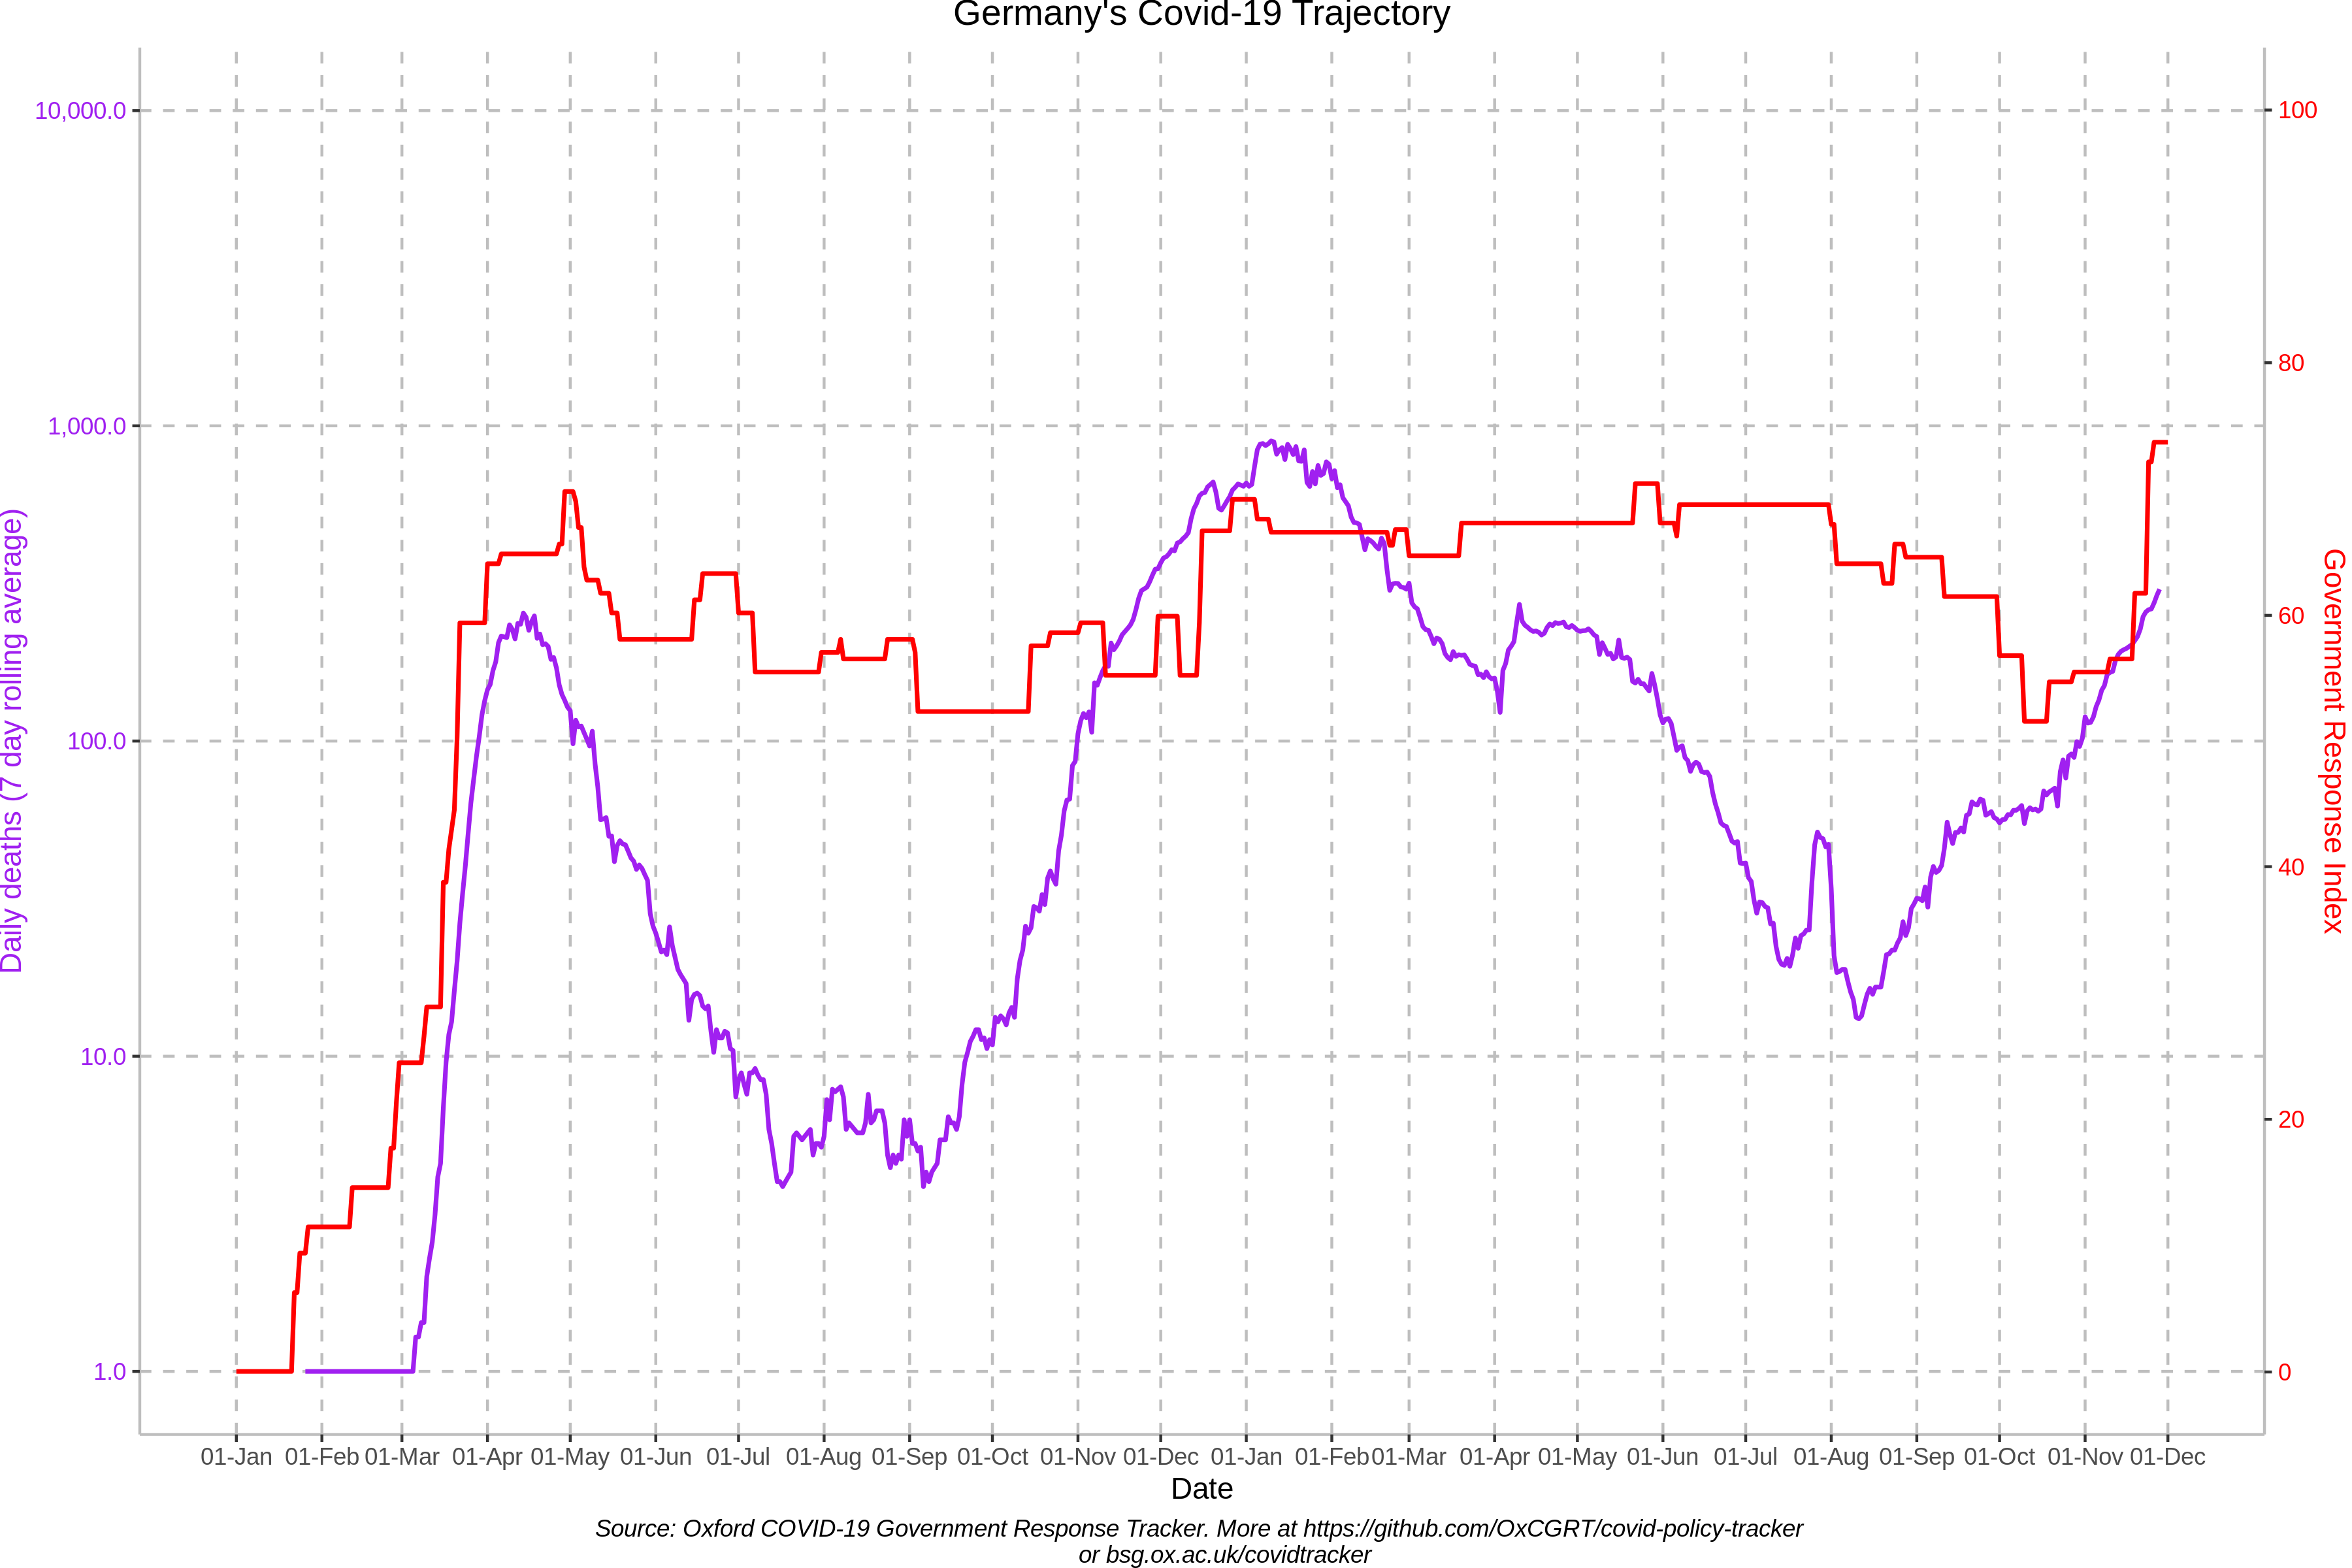 Germany's Covid-19 Trajectory
10,000.0
1,000.0
100.0
10.0
1.0
Daily deaths (7 day rolling average)
100
80
60
40
20
0
Government Response Index
01-Jan 01-Feb 01-Mar 01-Apr 01-May 01-Jun 01-Jul 01-Aug 01-Sep 01-Oct 01-Nov 01-Dec 01-Jan 01-Feb 01-Mar 01-Apr 01-May 01-Jun 01-Jul 01-Aug 01-Sep 01-Oct 01-Nov 01-Dec
Date
Source: Oxford COVID-19 Government Response Tracker. More at https://github.com/OxCGRT/covid-policy-tracker
or bsg.ox.ac.uk/covidtracker